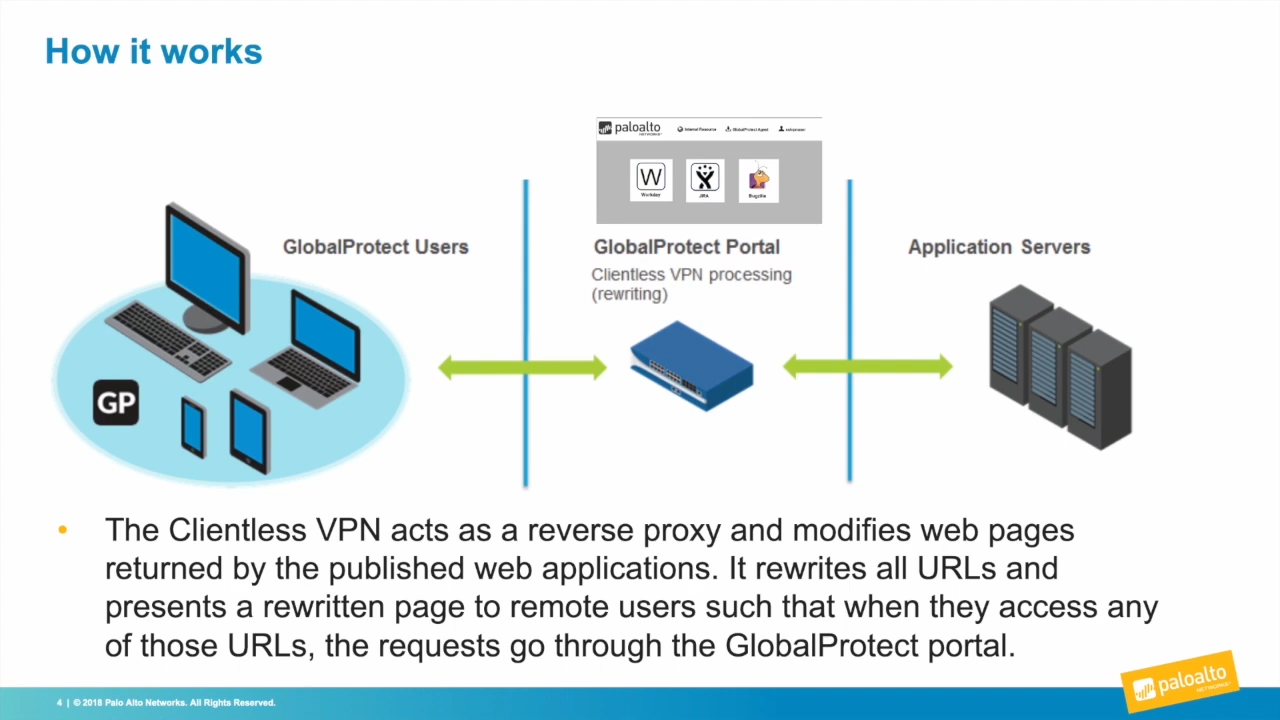 How it works
paloalto
NETWORKS
Internal Resource
GlobalProtect Agent
W
Workday
JIRA
Bugzilla
GlobalProtect Users
GlobalProtect Portal
Application Servers
Clientless VPN processing
(rewriting)
GP
• The Clientless VPN acts as a reverse proxy and modifies web pages
returned by the published web applications. It rewrites all URLs and
presents a rewritten page to remote users such that when they access any
of those URLs, the requests go through the GlobalProtect portal.
paloalto
NETWORKS
4 | © 2018 Palo Alto Networks. All Rights Reserved.